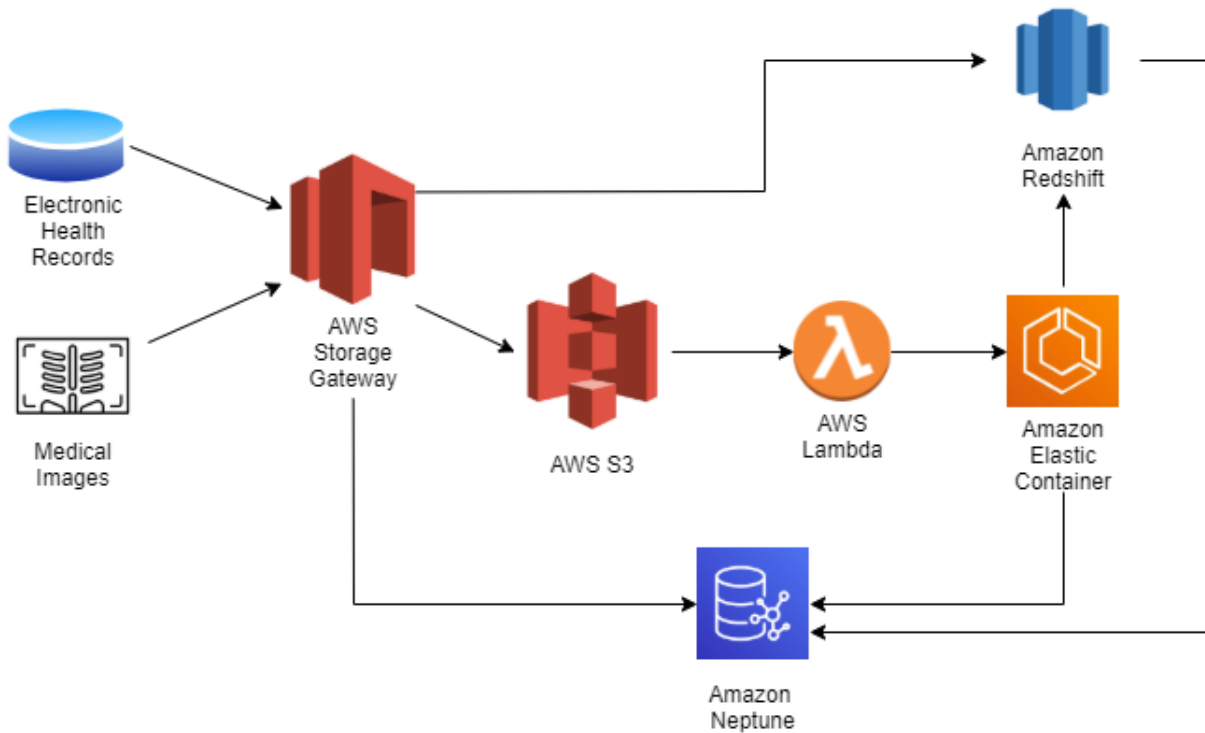 Electronic
Health
Records
Medical
Images
AWS
Storage
Gateway
AWS S3
AWS
Lambda
Amazon
Redshift
Amazon
Elastic
Container
Amazon
Neptune